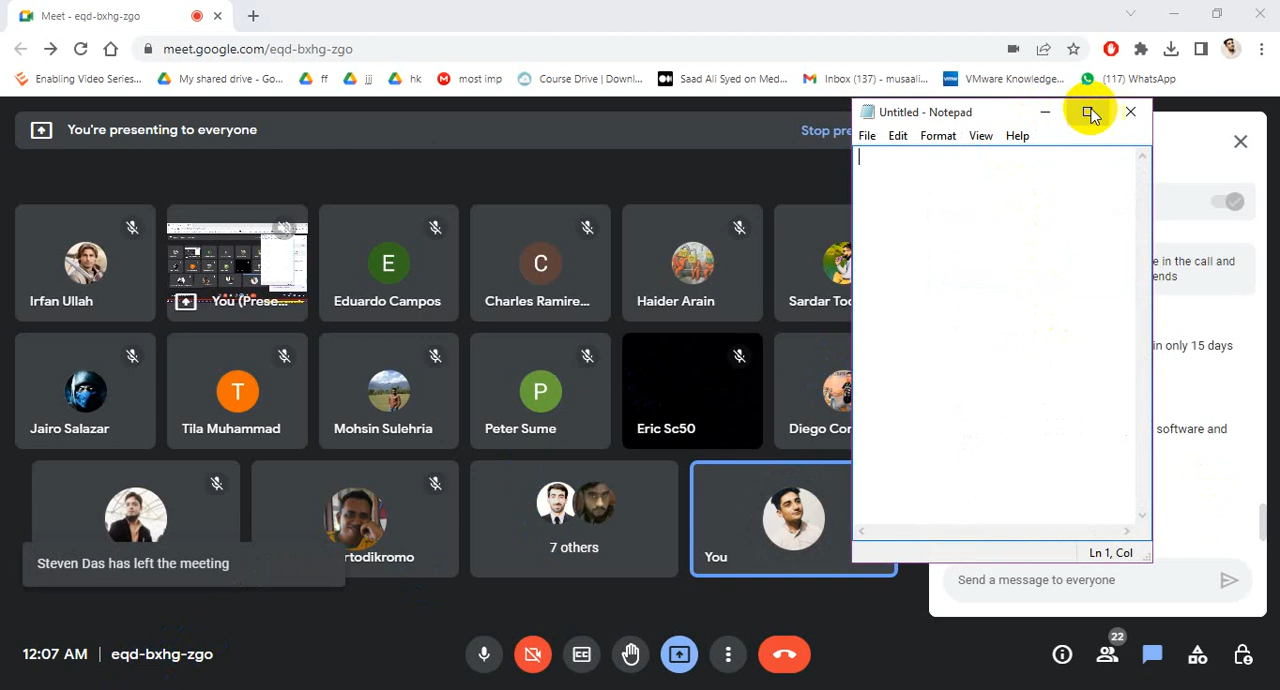 Meet - eqd-bxhg-zgo
meet.google.com/eqd-bxhg-zgo
Enabling Video Series...
My shared drive - Go...
ff
jjj
hk
most imp
Course Drive | Downl...
Saad Ali Syed on Med...
Inbox (137) - musaali...
VMware Knowledge...
(117) WhatsApp
You're presenting to everyone
Stop pre
Untitled - Notepad
File Edit Format View Help
Ln 1, Col
Irfan Ullah
You (Prese...
E
Eduardo Campos
C
Charles Ramire...
Haider Arain
Sardar Too
Jairo Salazar
T
Tila Muhammad
Mohsin Sulehria
P
Peter Sume
Eric Sc50
Diego Cor
Steven Das has left the meeting
rtodikromo
7 others
You
e in the call and
ends
in only 15 days
software and
Send a message to everyone
12:07 AM | eqd-bxhg-zgo
22